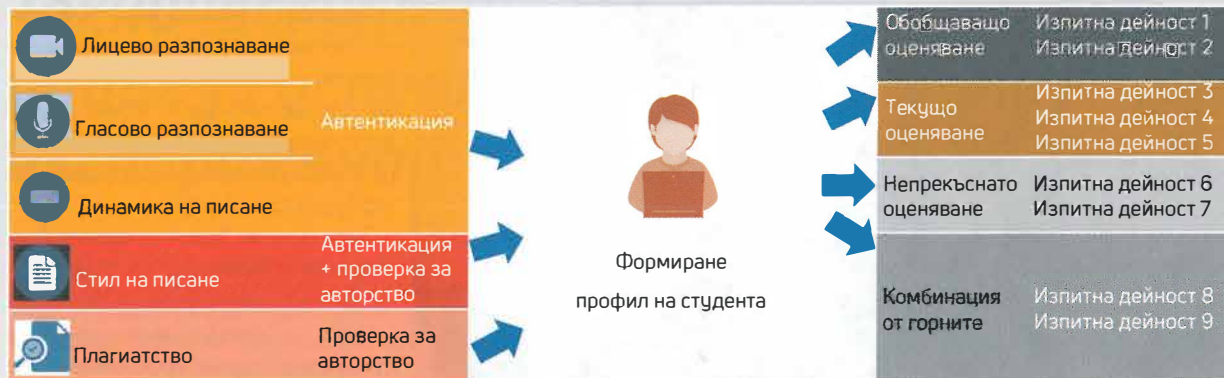 Лицево разпознаване
Гласово разпознаване
Автентикация
Динамика на писане
Стил на писане
Автентикация
+ проверка за
авторство
Плагиатство
Проверка за
авторство
Формиране
профил на студента
Обобщаващо
оценяване
Изпитна дейност 1
Изпитна дейност 2
Текущо
оценяване
Изпитна дейност 3
Изпитна дейност 4
Изпитна дейност 5
Непрекъснато
оценяване
Изпитна дейност 6
Изпитна дейност 7
Комбинация
от горните
Изпитна дейност 8
Изпитна дейност 9